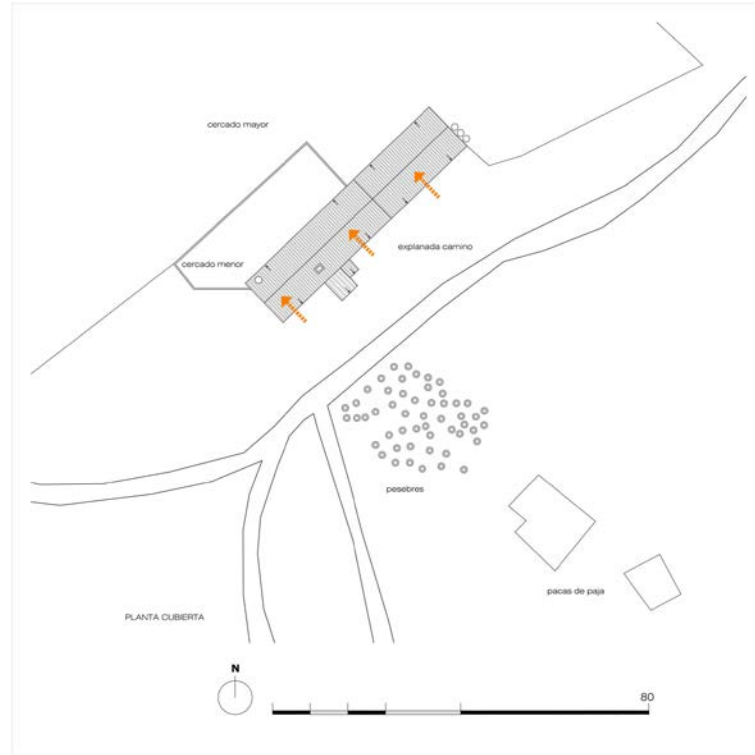 cercado mayor
explanada camino
cercado menor
pesebres
pacas de paja
PLANTA CUBIERTA
N
80